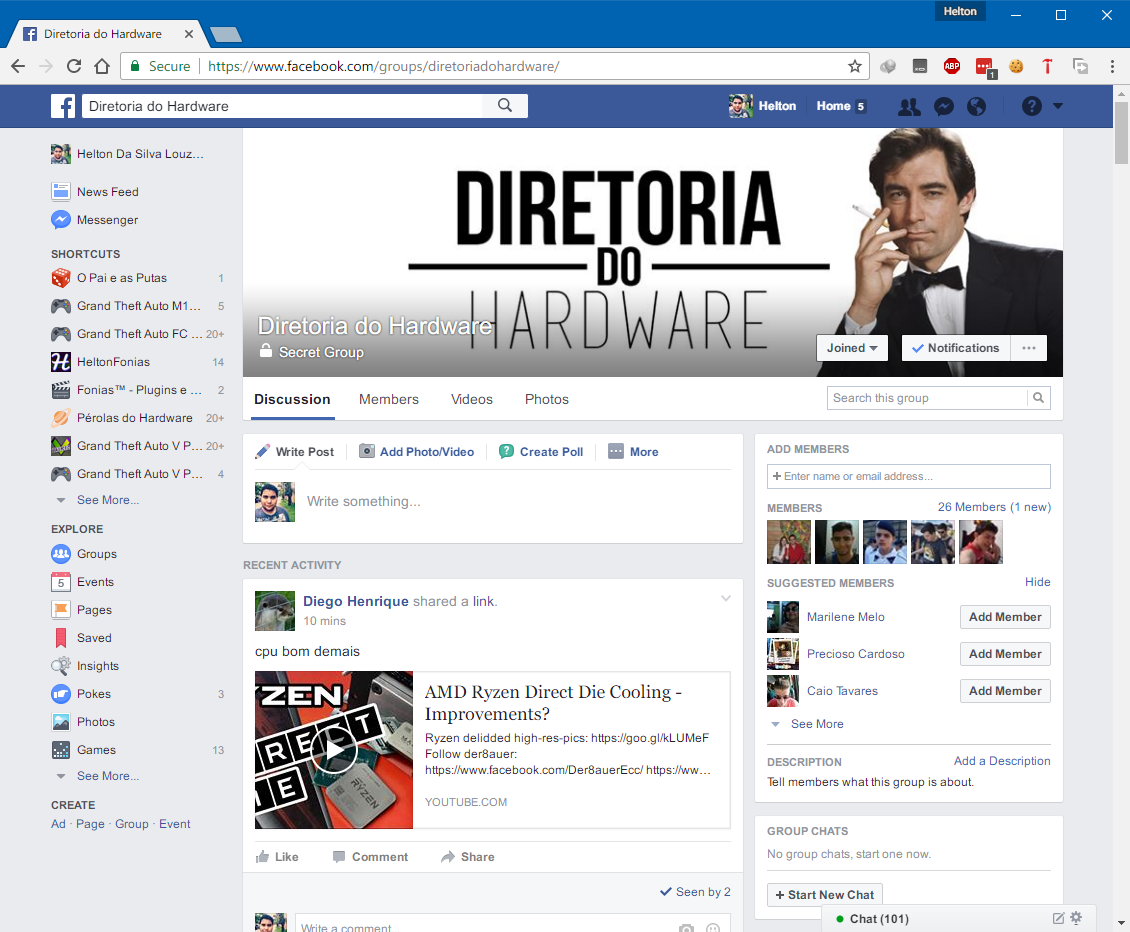 Helton
Diretoria do Hardware
Secure
https://www.facebook.com/groups/diretoriadohardware/
ABP
1
Diretoria do Hardware
Helton
Home 5
Helton Da Silva Louz...
News Feed
Messenger
SHORTCUTS
O Pai e as Putas 1
Grand Theft Auto M1... 5
Grand Theft Auto FC ... 20+
HeltonFonias 14
Fonias™ - Plugins e ... 2
Pérolas do Hardware 20+
Grand Theft Auto V P... 20+
Grand Theft Auto V P... 4
See More...
EXPLORE
Groups
5
Events
Pages
Saved
Insights
Pokes 3
Photos
Games 13
See More...
CREATE
Ad · Page · Group · Event
DIRETORIA
DO
HARDWARE
Diretoria do Hardware
Secret Group
Joined
Notifications
Discussion
Members
Videos
Photos
Search this group
Write Post
Add Photo/Video
Create Poll
More
Write something...
RECENT ACTIVITY
Diego Henrique shared a link.
10 mins
cpu bom demais
ZEN
DIRECT
DIE
RYZEN
AMD Ryzen Direct Die Cooling -
Improvements?
Ryzen delidded high-res-pics: https://goo.gl/kLUMeF
Follow der8auer:
https://www.facebook.com/Der8auerEcc/ https://ww...
YOUTUBE.COM
Like
Comment
Share
Seen by 2
Write a comment...
ADD MEMBERS
+ Enter name or email address...
MEMBERS
26 Members (1 new)
SUGGESTED MEMBERS
Hide
Marilene Melo
Add Member
Precioso Cardoso
Add Member
Caio Tavares
Add Member
See More
DESCRIPTION
Add a Description
Tell members what this group is about.
GROUP CHATS
No group chats, start one now.
+ Start New Chat
Chat (101)